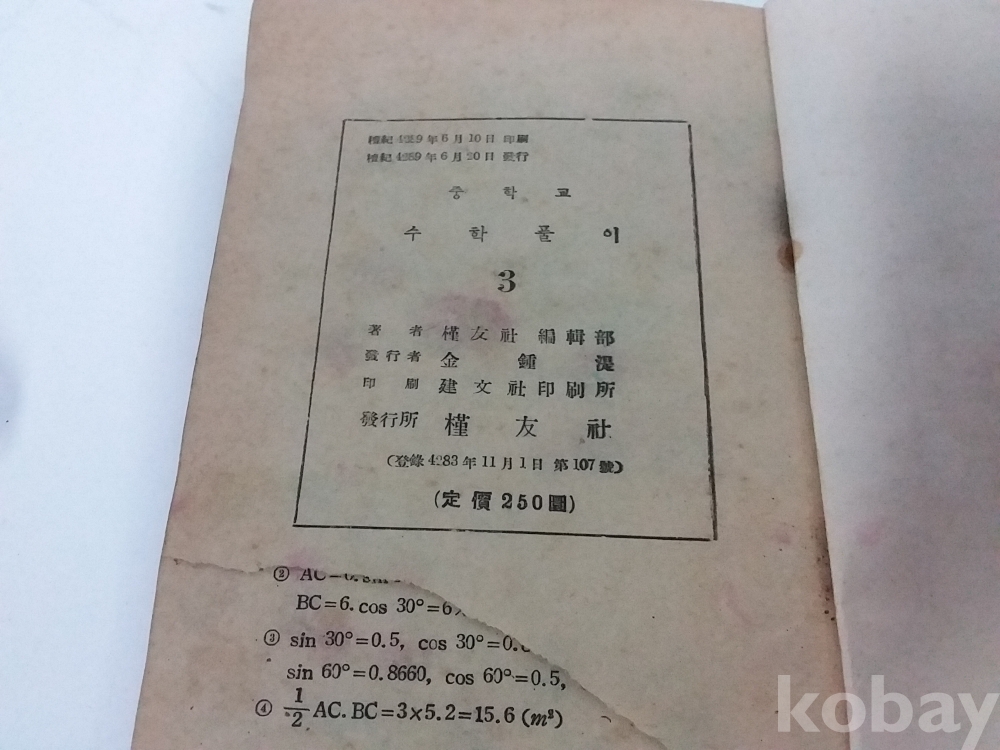 檀紀 4289年 6月10日 印刷
檀紀 4289年 6月20日 發行
중학교
수학풀이
3
著者 槿友社 編輯部
發行者 金鍾湜
印刷 建文社印刷所
發行所 槿友社
(登錄 4283年 11月 1日 第107號)
(定價 250圜)
② AC=
BC=6.cos 30°=6×
③ sin 30°=0.5, cos 30°=0.
sin 60°=0.8660, cos 60°=0.5,
④ 1/2 AC.BC=3×5.2=15.6 (m²)
kobay